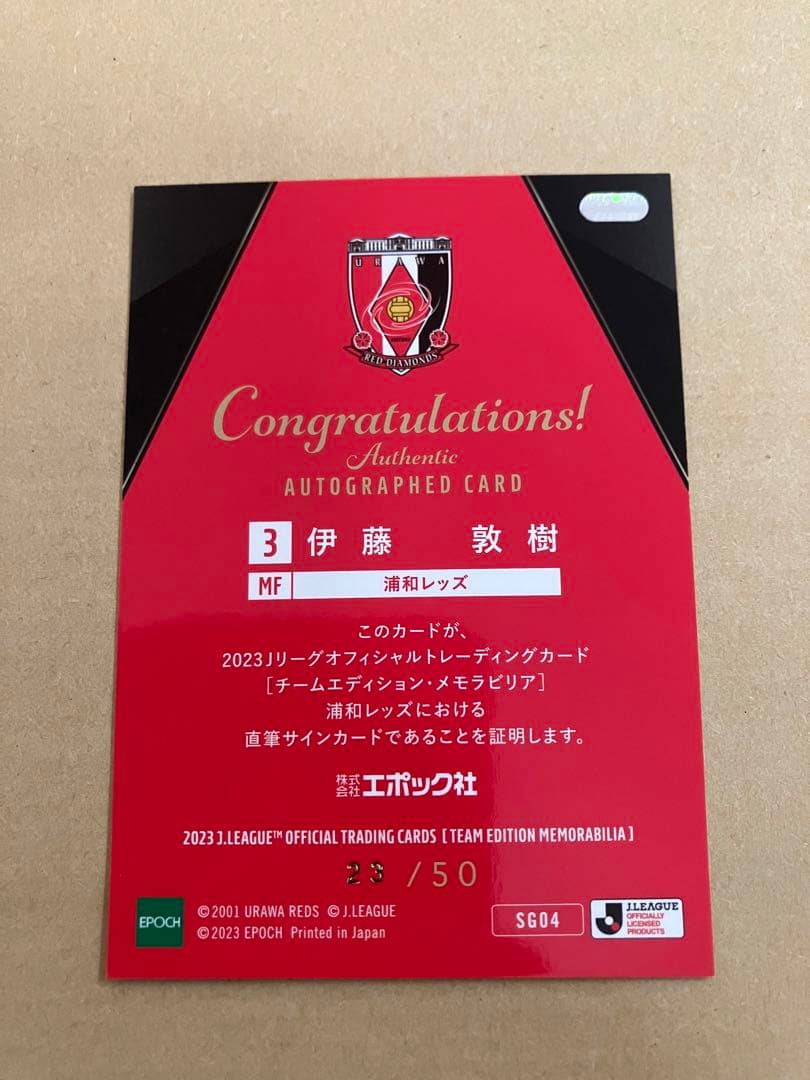 URAWA
RED DIAMONDS
Congratulations!
Authentic
AUTOGRAPHED CARD
3 伊藤 敦樹
MF 浦和レッズ
このカードが、
2023Jリーグオフィシャルトレーディングカード
[チームエディション・メモラビリア]
浦和レッズにおける
直筆サインカードであることを証明します。
株式会社エポック社
2023 J.LEAGUE™ OFFICIAL TRADING CARDS [TEAM EDITION MEMORABILIA]
23 /50
EPOCH
©2001 URAWA REDS ©J.LEAGUE
©2023 EPOCH Printed in Japan
SG04
J.LEAGUE
OFFICIALLY
LICENSED
PRODUCTS